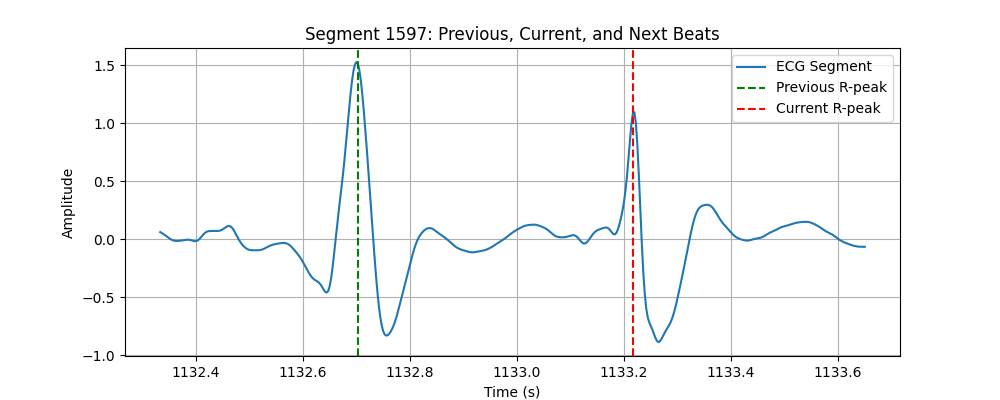 Segment 1597: Previous, Current, and Next Beats
ECG Segment
Previous R-peak
Current R-peak
Amplitude
1.5
1.0
0.5
0.0
−0.5
−1.0
1132.4 1132.6 1132.8 1133.0 1133.2 1133.4 1133.6
Time (s)